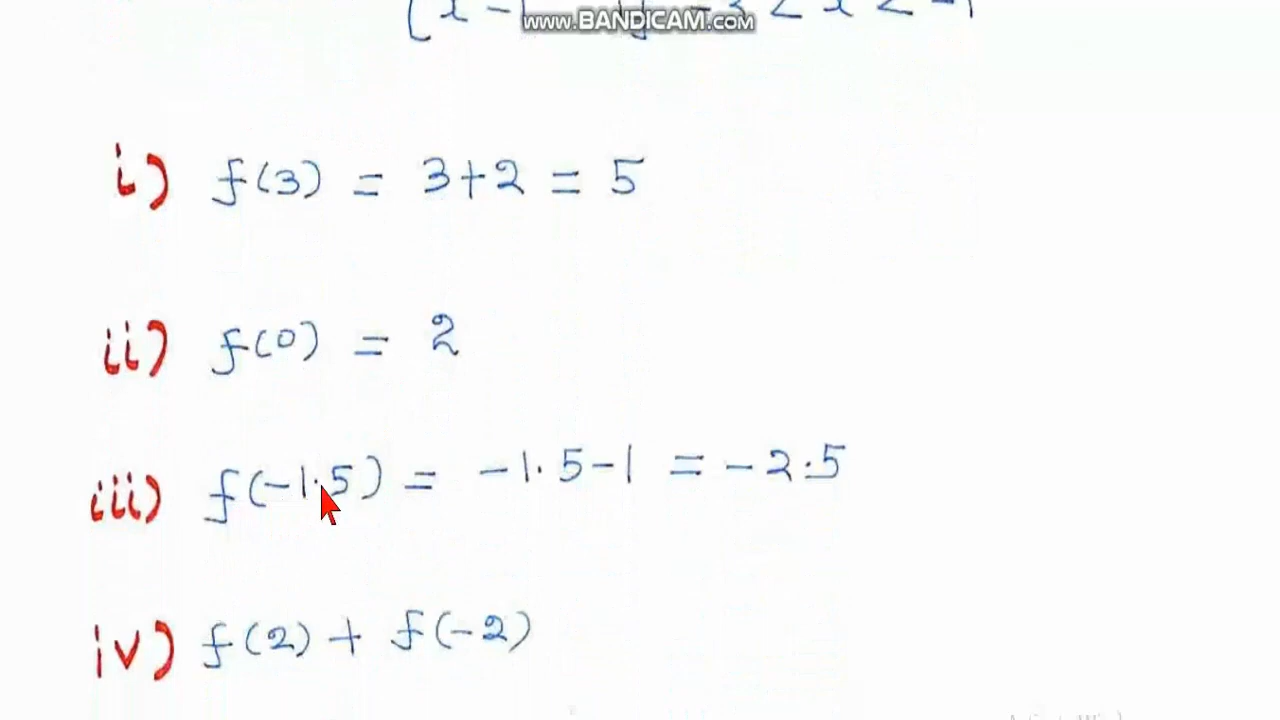 www.BANDICAM.com
i) f(3) = 3+2 = 5
ii) f(0) = 2
iii) f(-1.5) = -1.5-1 = -2.5
iv) f(2) + f(-2)